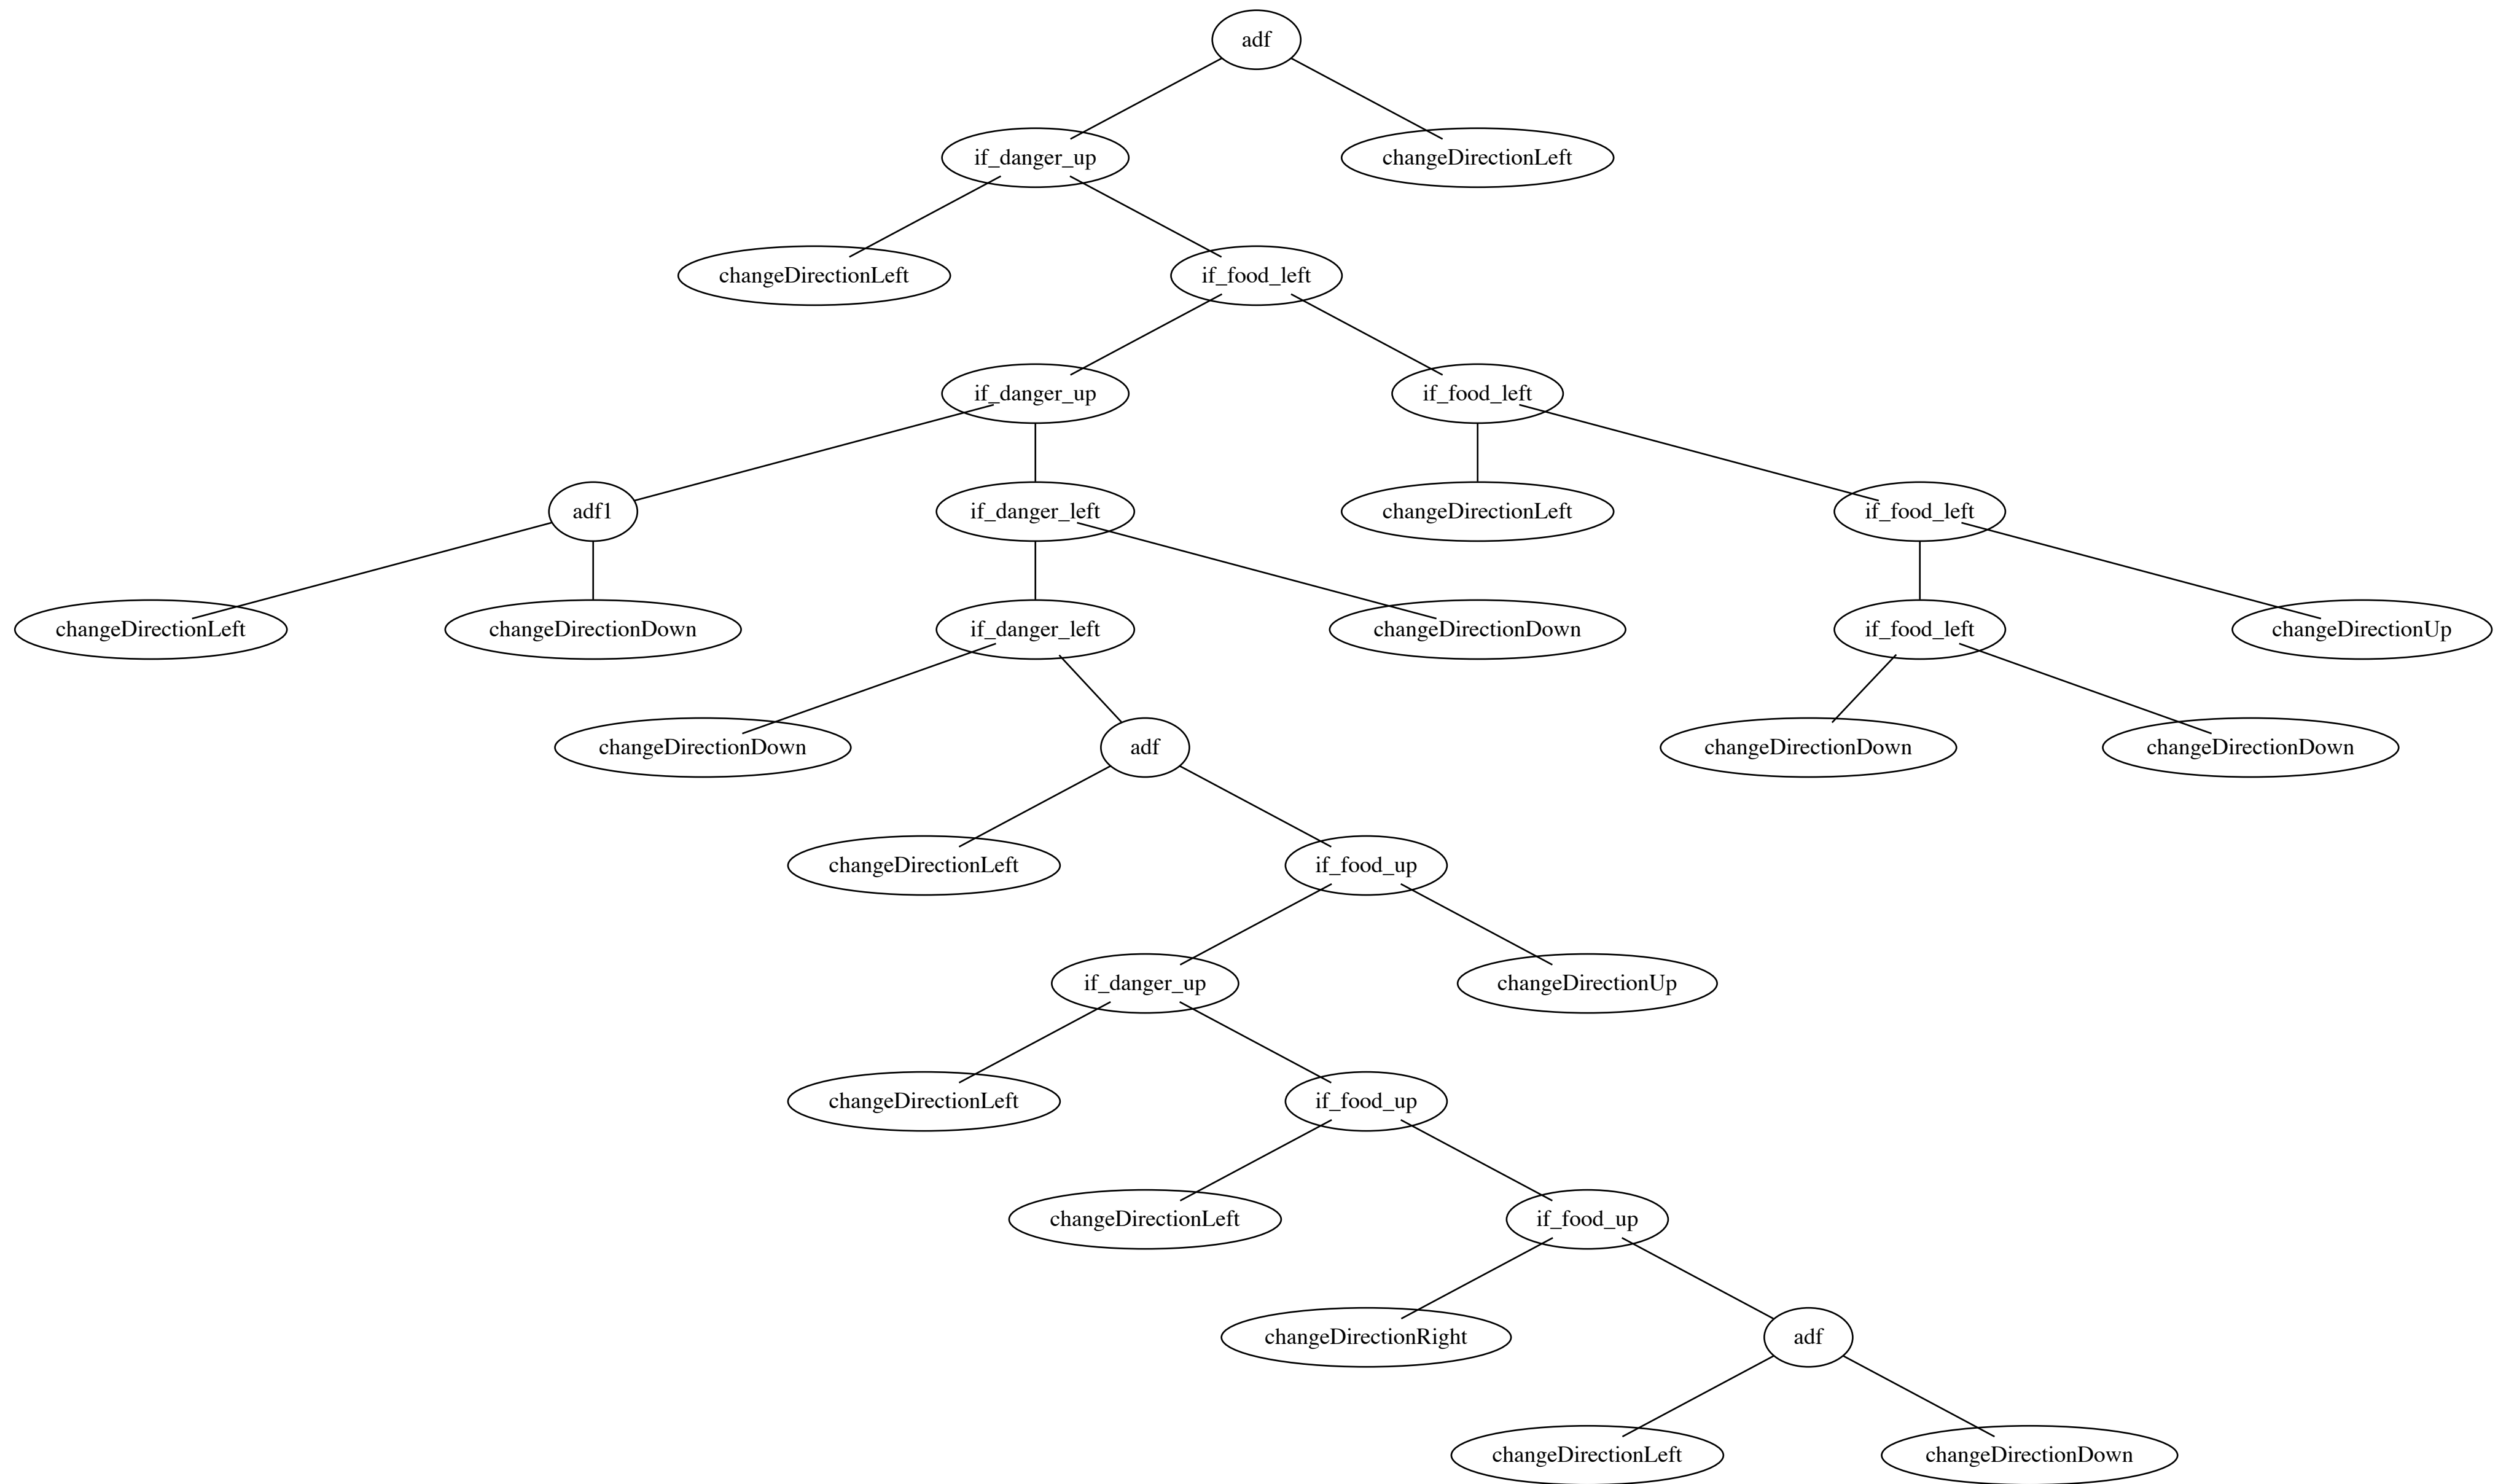 adf
if_danger_up
changeDirectionLeft
changeDirectionLeft
if_food_left
if_danger_up
if_food_left
adf1
if_danger_left
changeDirectionLeft
if_food_left
changeDirectionLeft
changeDirectionDown
if_danger_left
changeDirectionDown
if_food_left
changeDirectionUp
changeDirectionDown
adf
changeDirectionDown
changeDirectionDown
changeDirectionLeft
if_food_up
if_danger_up
changeDirectionUp
changeDirectionLeft
if_food_up
changeDirectionLeft
if_food_up
changeDirectionRight
adf
changeDirectionLeft
changeDirectionDown